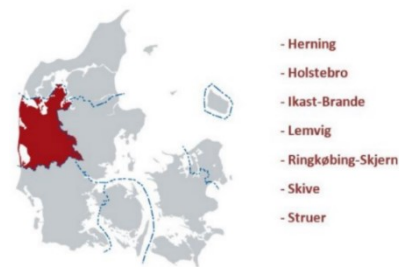 - Herning
- Holstebro
- Ikast-Brande
- Lemvig
- Ringkøbing-Skjern
- Skive
- Struer